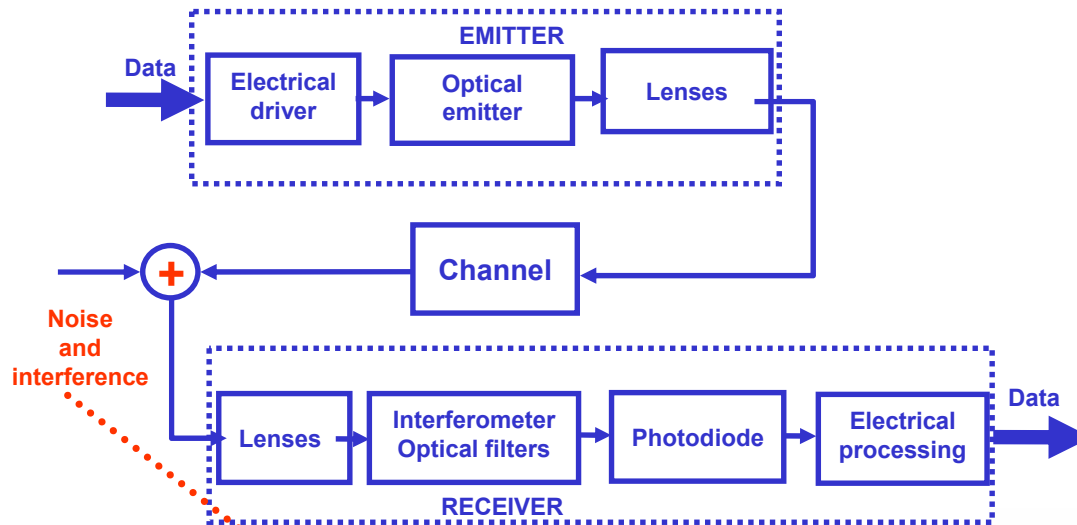 EMITTER
Data
Electrical
driver
Optical
emitter
Lenses
Channel
+
Noise
and
interference
Lenses
Interferometer
Optical filters
Photodiode
Electrical
processing
Data
RECEIVER